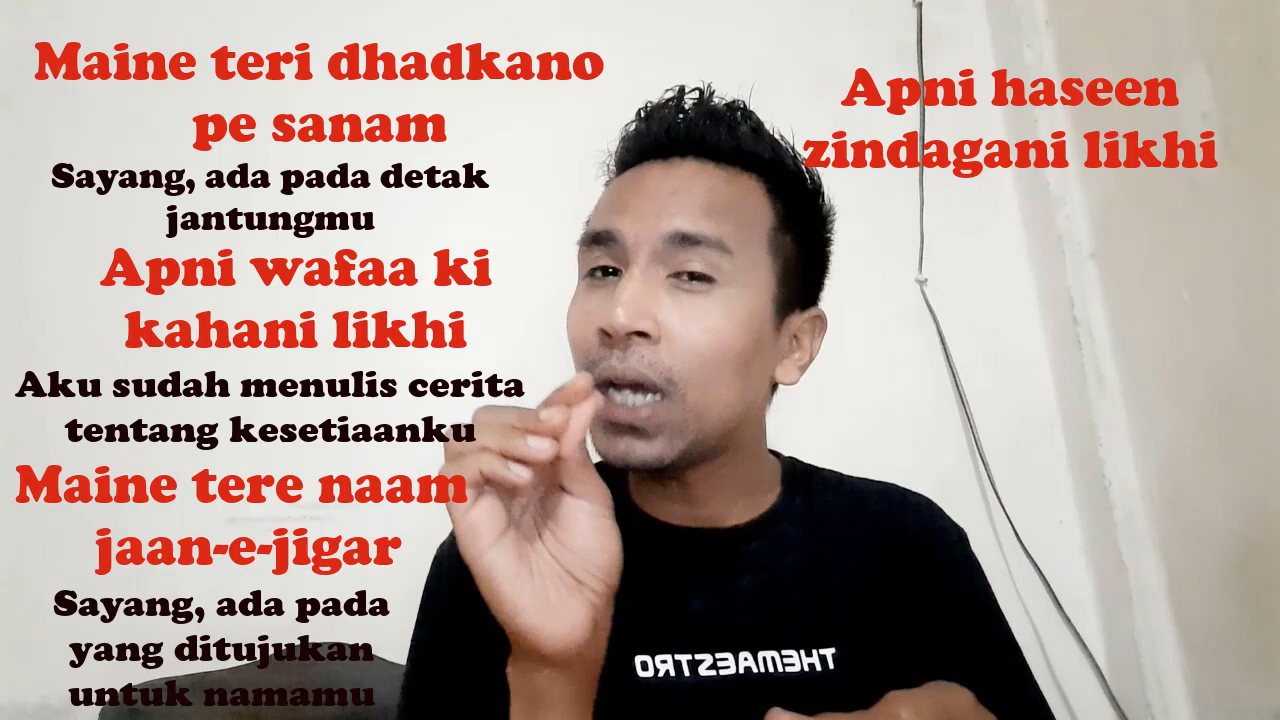 Maine teri dhadkano
pe sanam
Sayang, ada pada detak
jantungmu
Apni wafaa ki
kahani likhi
Aku sudah menulis cerita
tentang kesetiaanku
Maine tere naam
jaan-e-jigar
Sayang, ada pada
yang ditujukan
untuk namamu
Apni haseen
zindagani likhi
THEMAESTRO